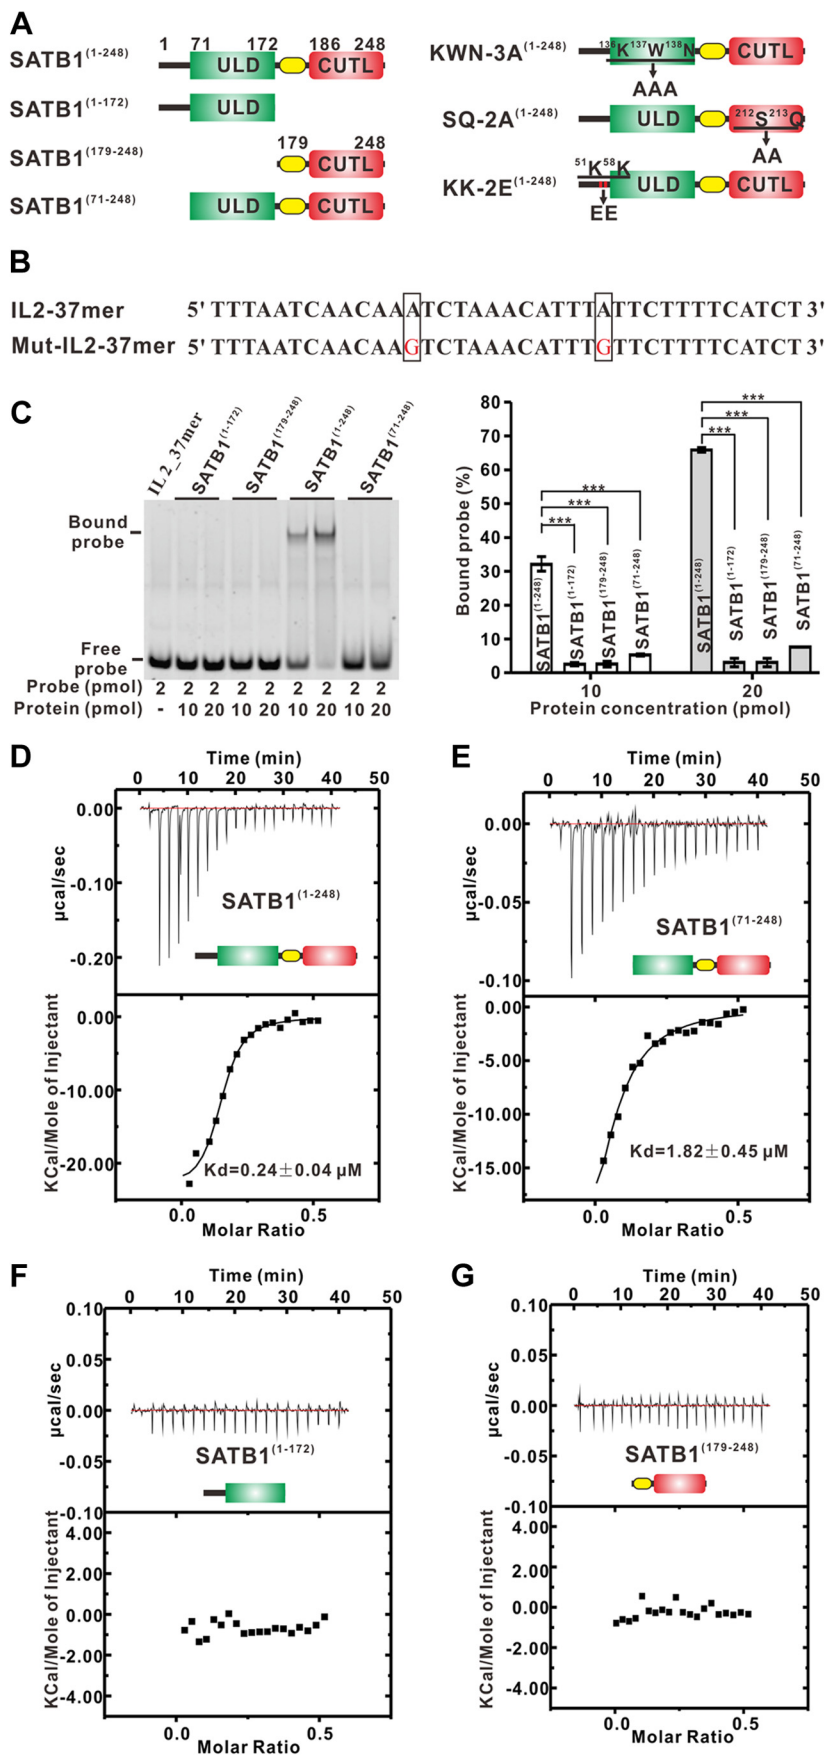 A
1 71 172 186 248
SATB1(1-248) ULD CUTL
SATB1(1-172) ULD
179 248
SATB1(179-248) CUTL
SATB1(71-248) ULD CUTL
136K137W138N
KWN-3A(1-248) CUTL
AAA
212S213Q
SQ-2A(1-248) ULD
AA
51K58K
KK-2E(1-248) ULD CUTL
EE
B
IL2-37mer 5' TTTAATCAACAAATCTAAACATTTATTCTTTTCATCT 3'
Mut-IL2-37mer 5' TTTAATCAACAAGTCTAAACATTTGTTCTTTTCATCT 3'
C
IL2_37mer
SATB1(1-172)
SATB1(179-248)
SATB1(1-248)
SATB1(71-248)
Bound probe
Free probe
Probe (pmol) 2 2 2 2 2 2 2 2 2
Protein (pmol) - 10 20 10 20 10 20 10 20
Bound probe (%)
80
70
60
50
40
30
20
10
0
*** *** ***
*** *** ***
SATB1(1-248)
SATB1(1-172)
SATB1(179-248)
SATB1(71-248)
SATB1(1-248)
SATB1(1-172)
SATB1(179-248)
SATB1(71-248)
10 20
Protein concentration (pmol)
D
Time (min)
0 10 20 30 40 50
0.00
-0.10
-0.20
µcal/sec
SATB1(1-248)
0.00
-10.00
-20.00
KCal/Mole of Injectant
Kd=0.24±0.04 µM
0.0 0.5
Molar Ratio
E
Time (min)
0 10 20 30 40 50
0.00
-0.05
-0.10
µcal/sec
SATB1(71-248)
0.00
-5.00
-10.00
-15.00
KCal/Mole of Injectant
Kd=1.82±0.45 µM
0.0 0.5
Molar Ratio
F
Time (min)
0 10 20 30 40 50
0.10
0.05
0.00
-0.05
-0.10
µcal/sec
SATB1(1-172)
4.00
2.00
0.00
-2.00
-4.00
KCal/Mole of Injectant
0.0 0.5
Molar Ratio
G
Time (min)
0 10 20 30 40 50
0.10
0.05
0.00
-0.05
-0.10
µcal/sec
SATB1(179-248)
4.00
2.00
0.00
-2.00
-4.00
KCal/Mole of Injectant
0.0 0.5
Molar Ratio